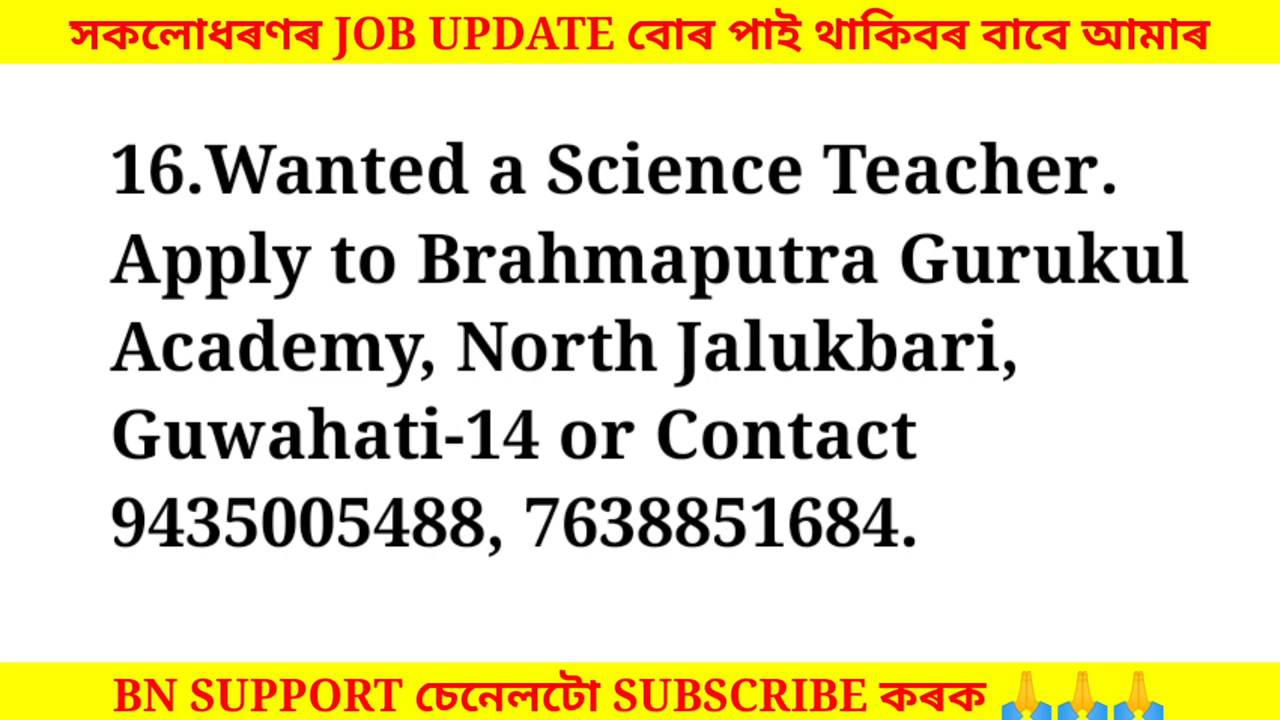 সকলোধৰণৰ JOB UPDATE বোৰ পাই থাকিবৰ বাবে আমাৰ
16.Wanted a Science Teacher.
Apply to Brahmaputra Gurukul
Academy, North Jalukbari,
Guwahati-14 or Contact
9435005488, 7638851684.
BN SUPPORT চেনেলটো SUBSCRIBE কৰক 🙏🙏🙏